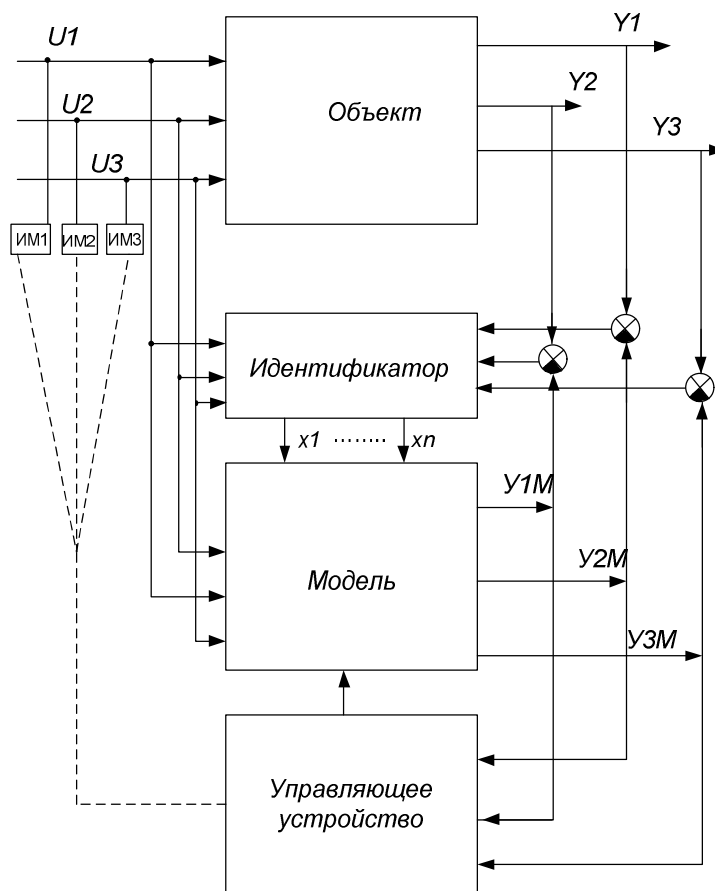 U1
Y1
U2
Y2
Объект
Y3
U3
ИМ1
ИМ2
ИМ3
Идентификатор
x1 ........ xn
У1М
Модель
У2М
У3М
Управляющее
устройство